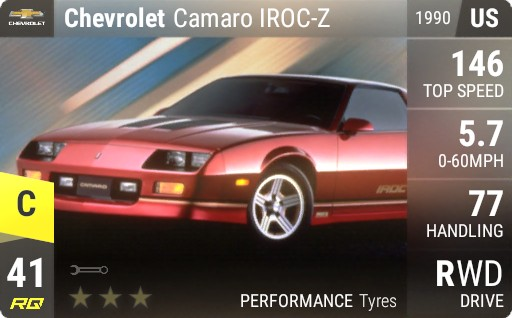 CHEVROLET
Chevrolet Camaro IROC-Z
1990 US
146
TOP SPEED
5.7
0-60MPH
77
HANDLING
RWD
DRIVE
C
41
RQ
CAMARO
IROC
PERFORMANCE Tyres